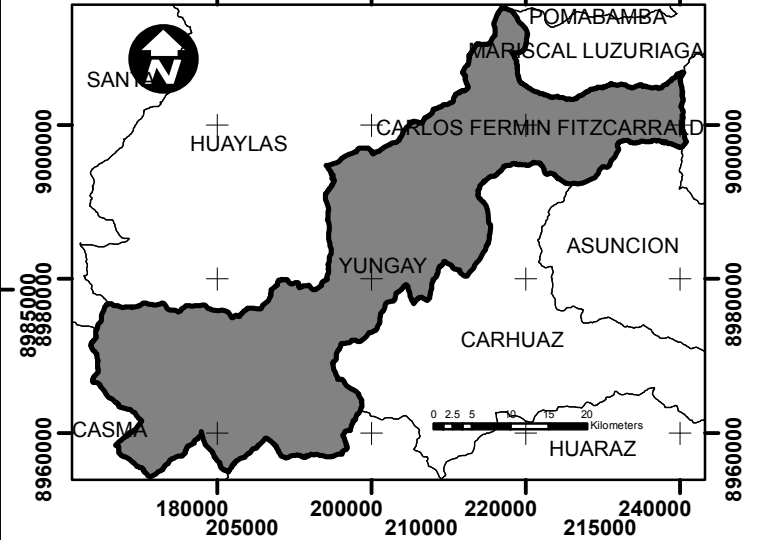 POMABAMBA
MARISCAL LUZURIAGA
SANTA
N
9000000
CARLOS FERMIN FITZCARRALD
9000000
HUAYLAS
ASUNCION
YUNGAY
8980000
8985000
8980000
CARHUAZ
0 2.5 5 10 15 20
Kilometers
CASMA
HUARAZ
8960000
8960000
180000 200000 220000 240000
205000 210000 215000